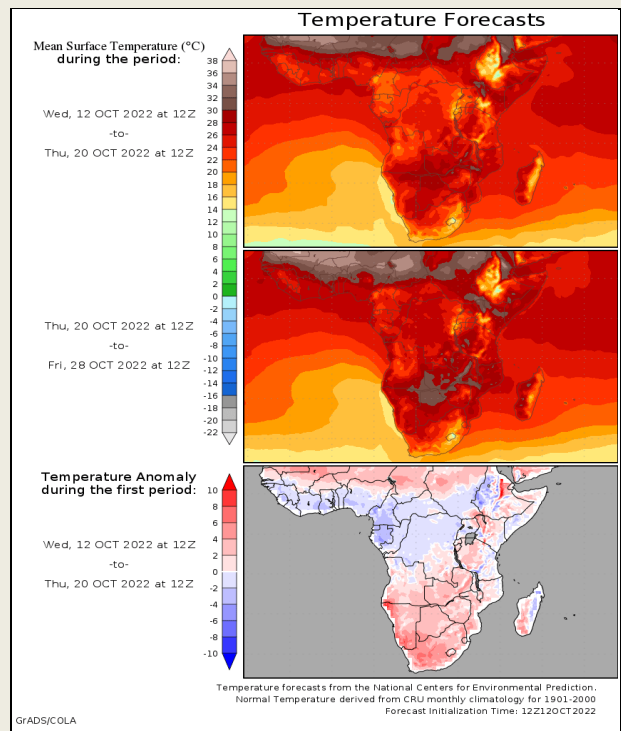 Temperature Forecasts
Mean Surface Temperature (°C)
during the period:
Wed, 12 OCT 2022 at 12Z
-to-
Thu, 20 OCT 2022 at 12Z
38
36
34
32
30
28
26
24
22
20
18
16
14
12
10
8
6
4
2
0
-2
-4
-6
-8
-10
-12
-14
-16
-18
-20
-22
Thu, 20 OCT 2022 at 12Z
-to-
Fri, 28 OCT 2022 at 12Z
Temperature Anomaly
during the first period:
Wed, 12 OCT 2022 at 12Z
-to-
Thu, 20 OCT 2022 at 12Z
10
8
6
4
2
0
-2
-4
-6
-8
-10
Temperature forecasts from the National Centers for Environmental Prediction.
Normal Temperature derived from CRU monthly climatology for 1901-2000
Forecast Initialization Time: 12Z12OCT2022
GrADS/COLA